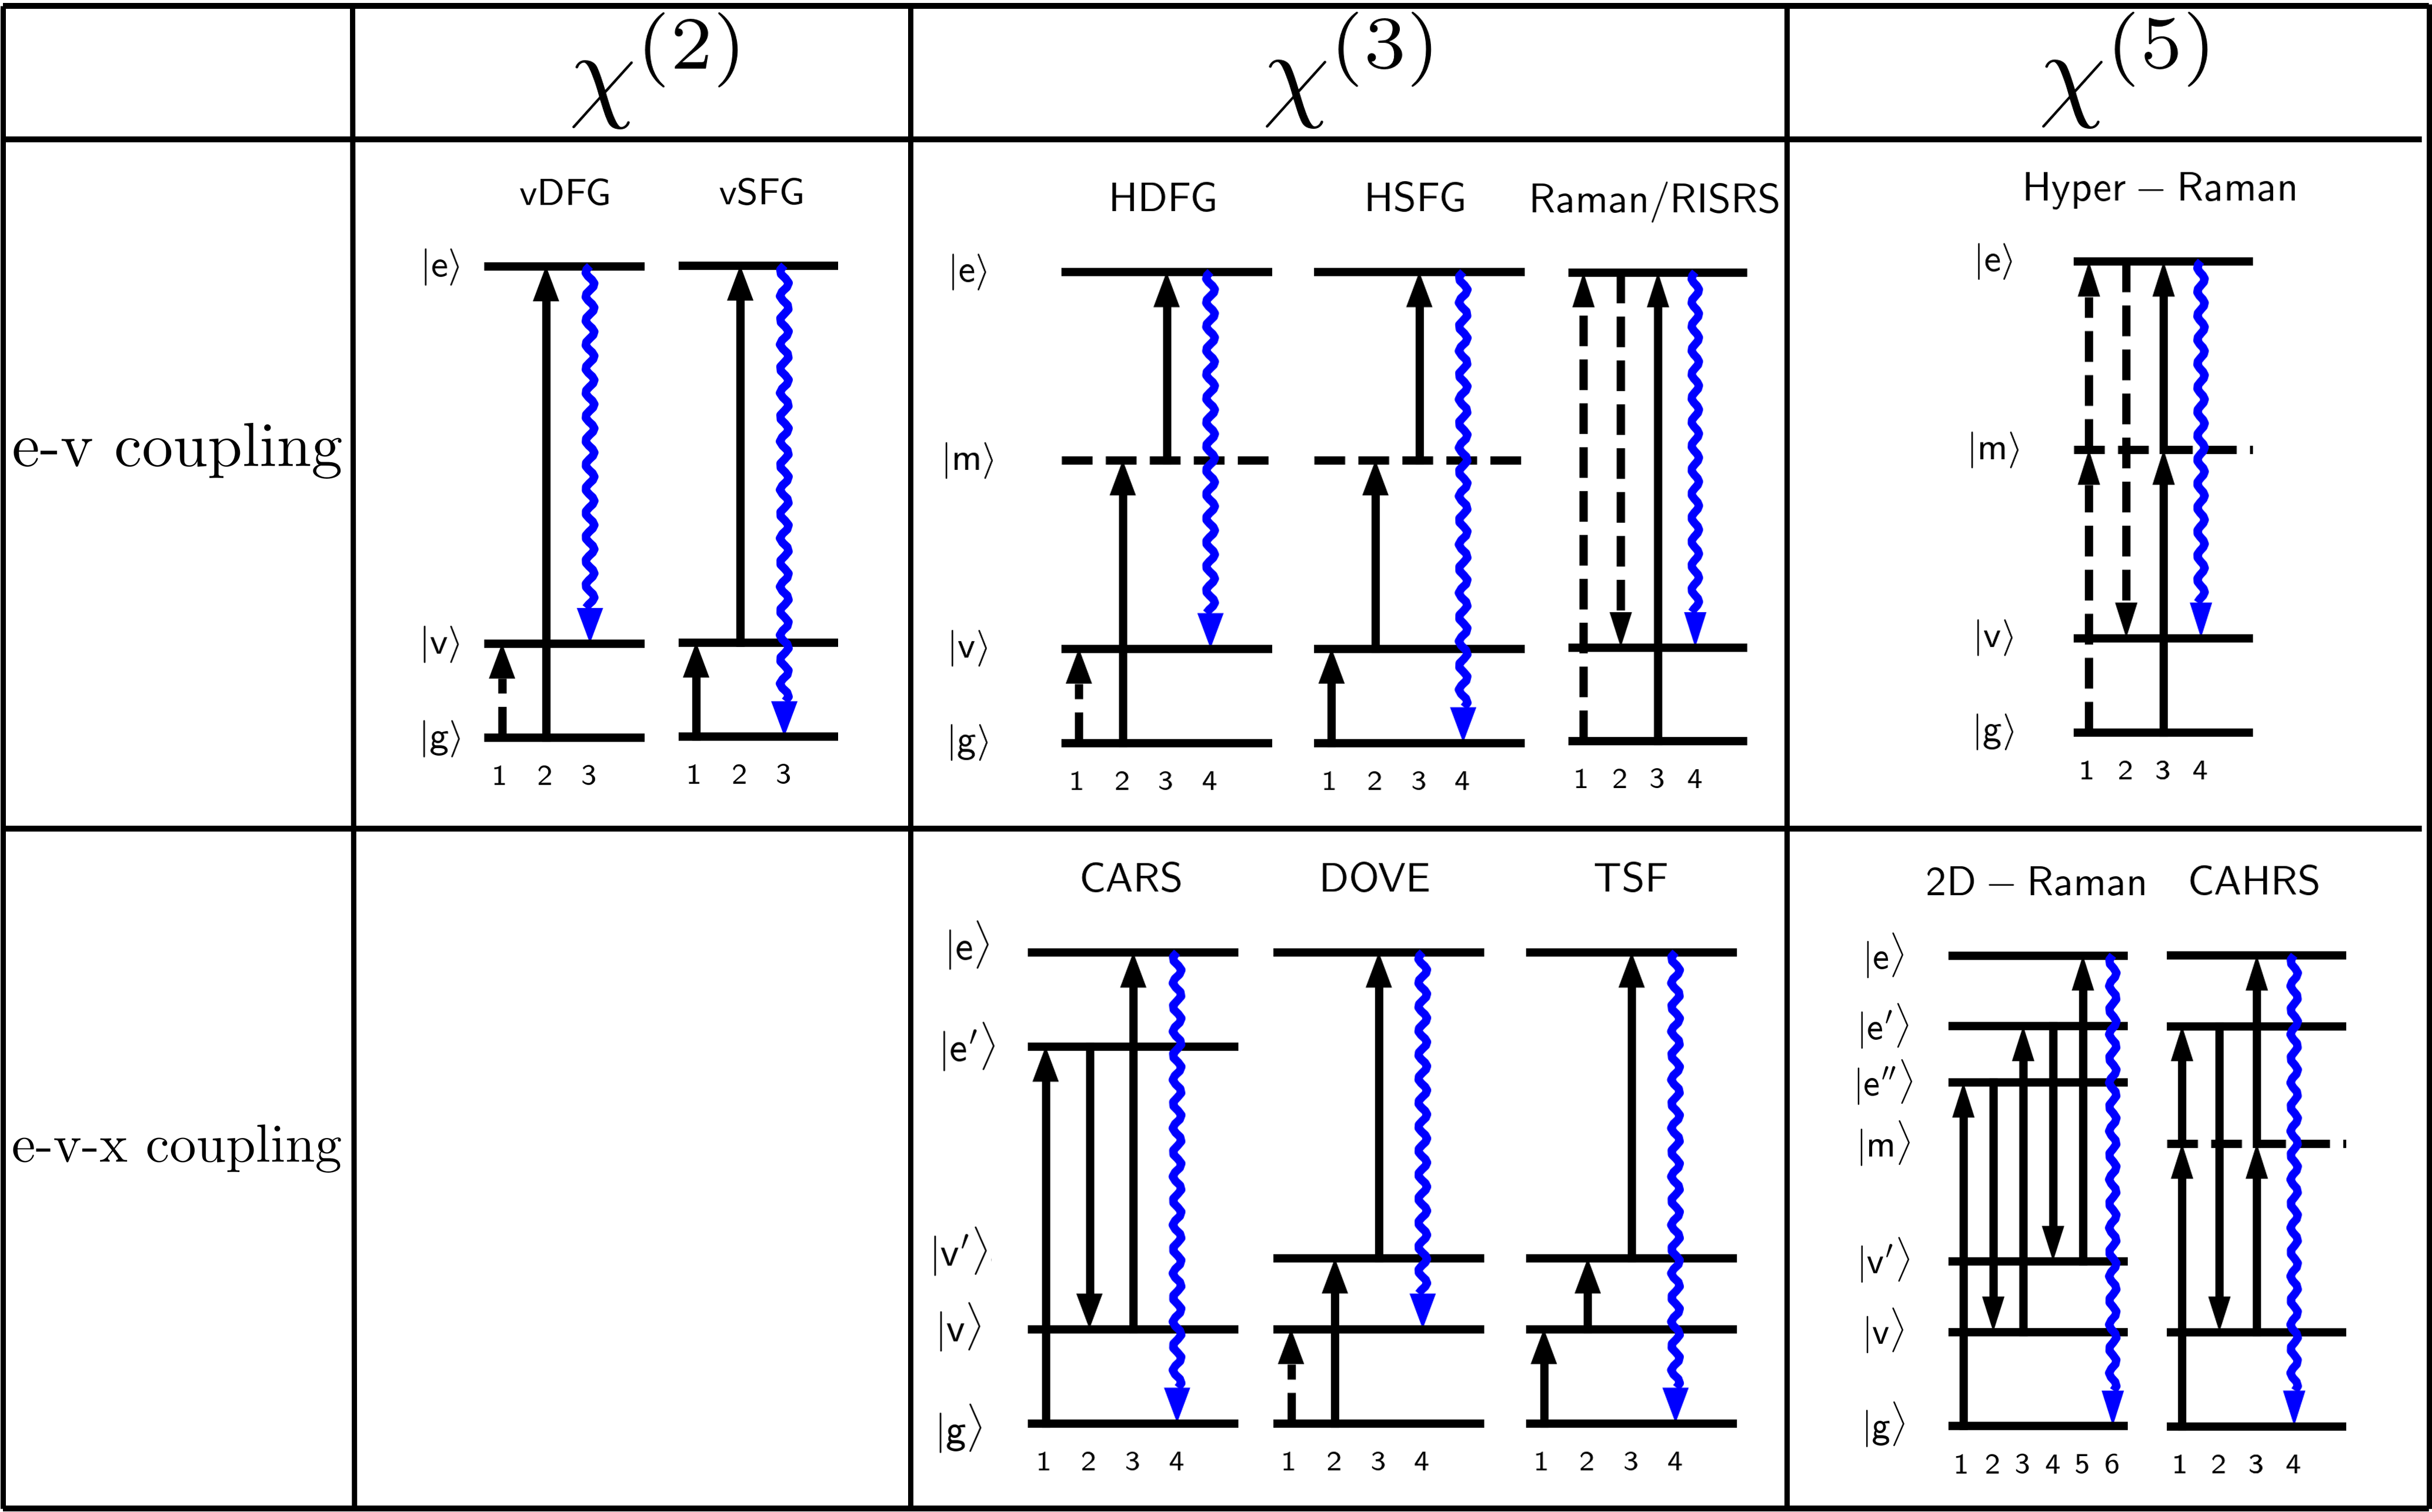 χ(2) χ(3) χ(5)
e-v coupling
vDFG vSFG
|e⟩
|v⟩
|g⟩
1 2 3 1 2 3
HDFG HSFG Raman/RISRS
|e⟩
|m⟩
|v⟩
|g⟩
1 2 3 4 1 2 3 4 1 2 3 4
Hyper – Raman
|e⟩
|m⟩
|v⟩
|g⟩
1 2 3 4
e-v-x coupling
CARS DOVE TSF
|e⟩
|e′⟩
|v′⟩
|v⟩
|g⟩
1 2 3 4 1 2 3 4 1 2 3 4
2D – Raman CAHRS
|e⟩
|e′⟩
|e″⟩
|m⟩
|v′⟩
|v⟩
|g⟩
1 2 3 4 5 6 1 2 3 4